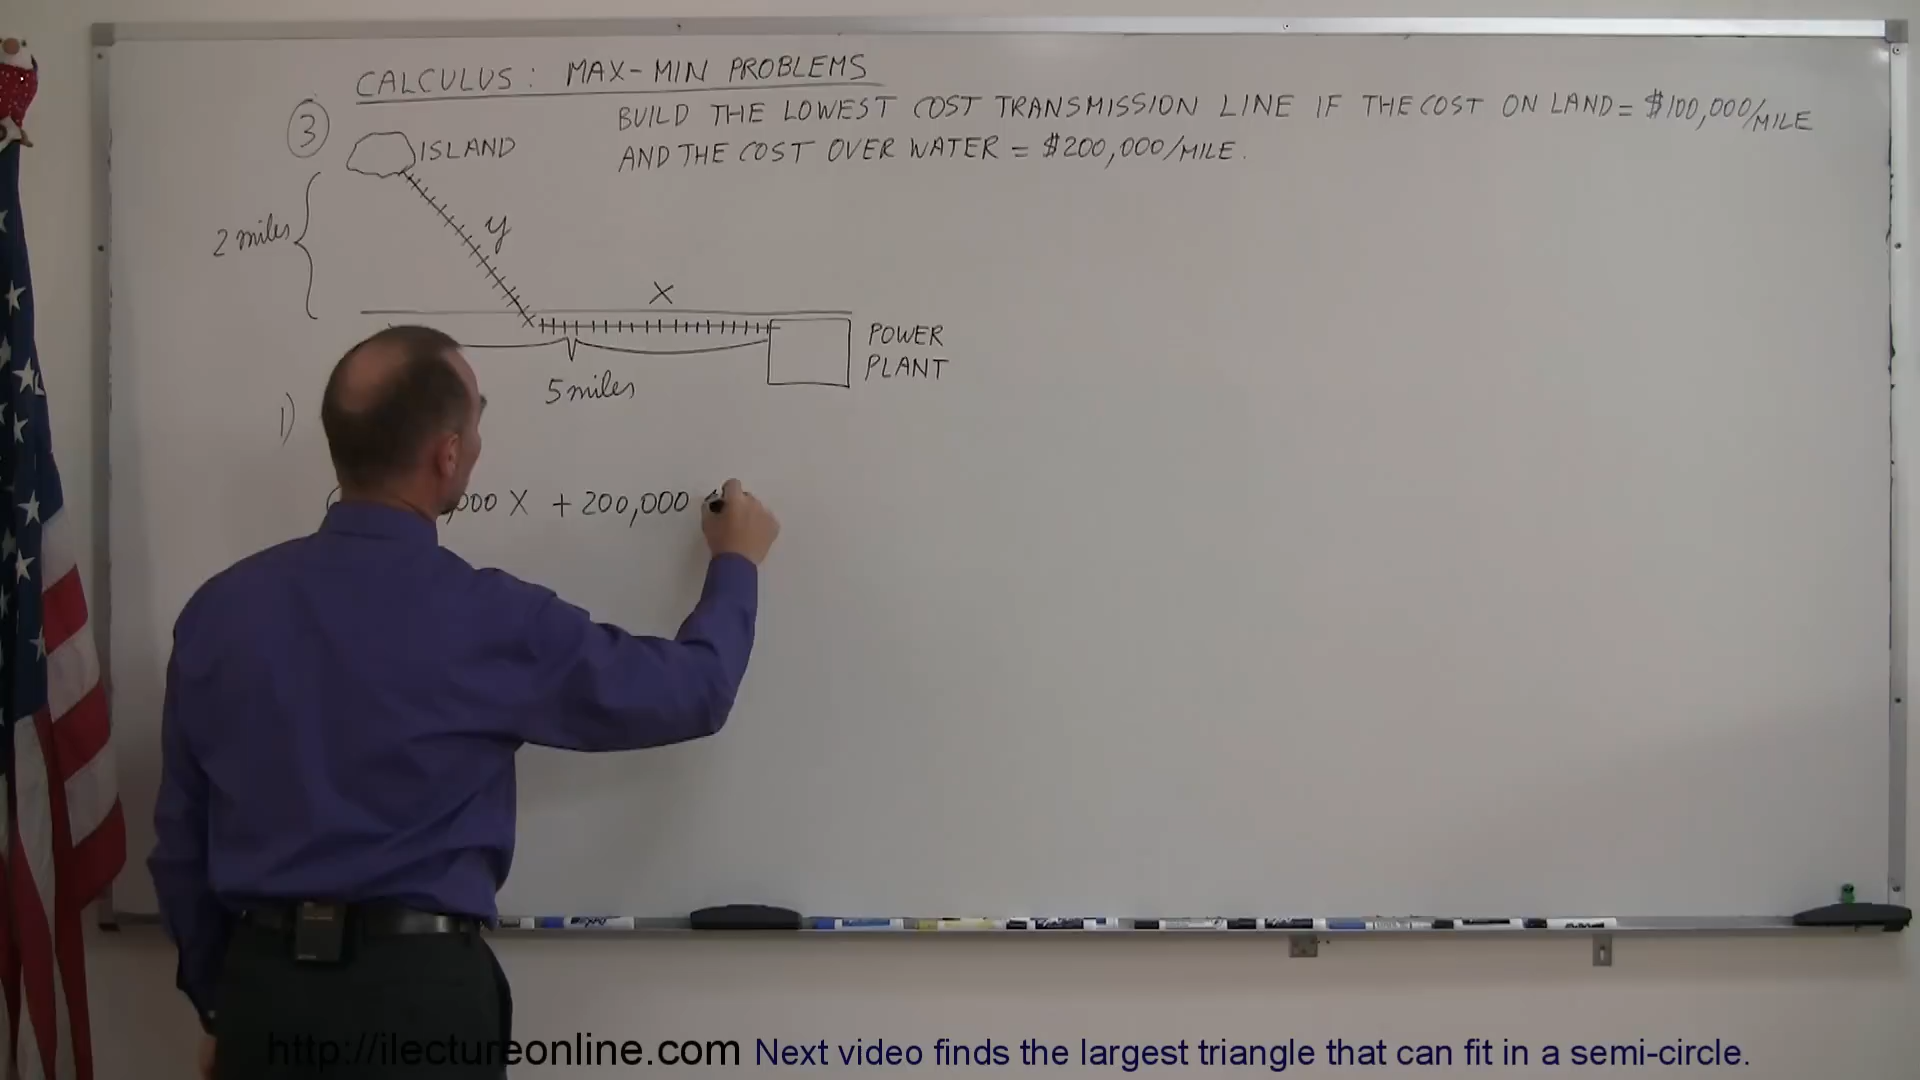 CALCULUS: MAX-MIN PROBLEMS
3
BUILD THE LOWEST COST TRANSMISSION LINE IF THE COST ON LAND = $100,000/MILE
AND THE COST OVER WATER = $200,000/MILE.
ISLAND
2 miles
y
X
POWER
PLANT
5 miles
1)
000 X + 200,000
http://ilectureonline.com Next video finds the largest triangle that can fit in a semi-circle.